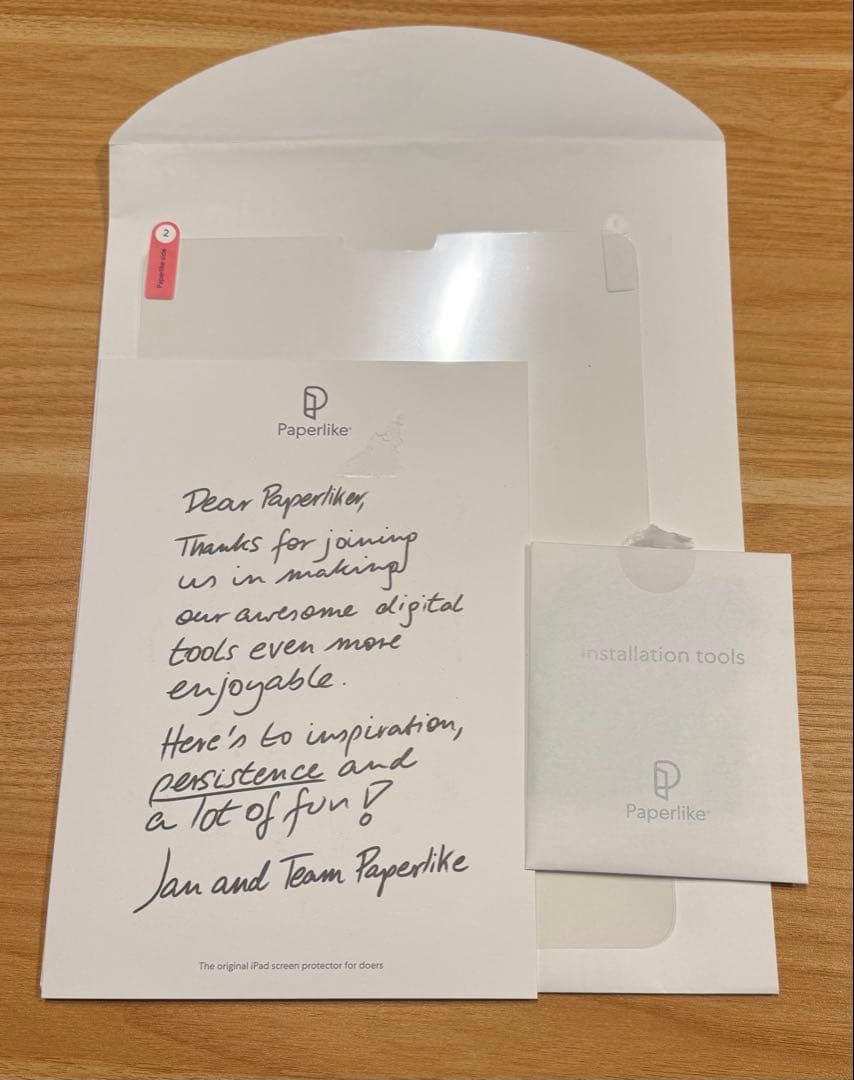 2
Paperlike side
Paperlike
Dear Paperliker,
Thanks for joining
us in making
our awesome digital
tools even more
enjoyable.
Here's to inspiration,
persistence and
a lot of fun!
Jan and Team Paperlike
The original iPad screen protector for doers
Installation tools
Paperlike